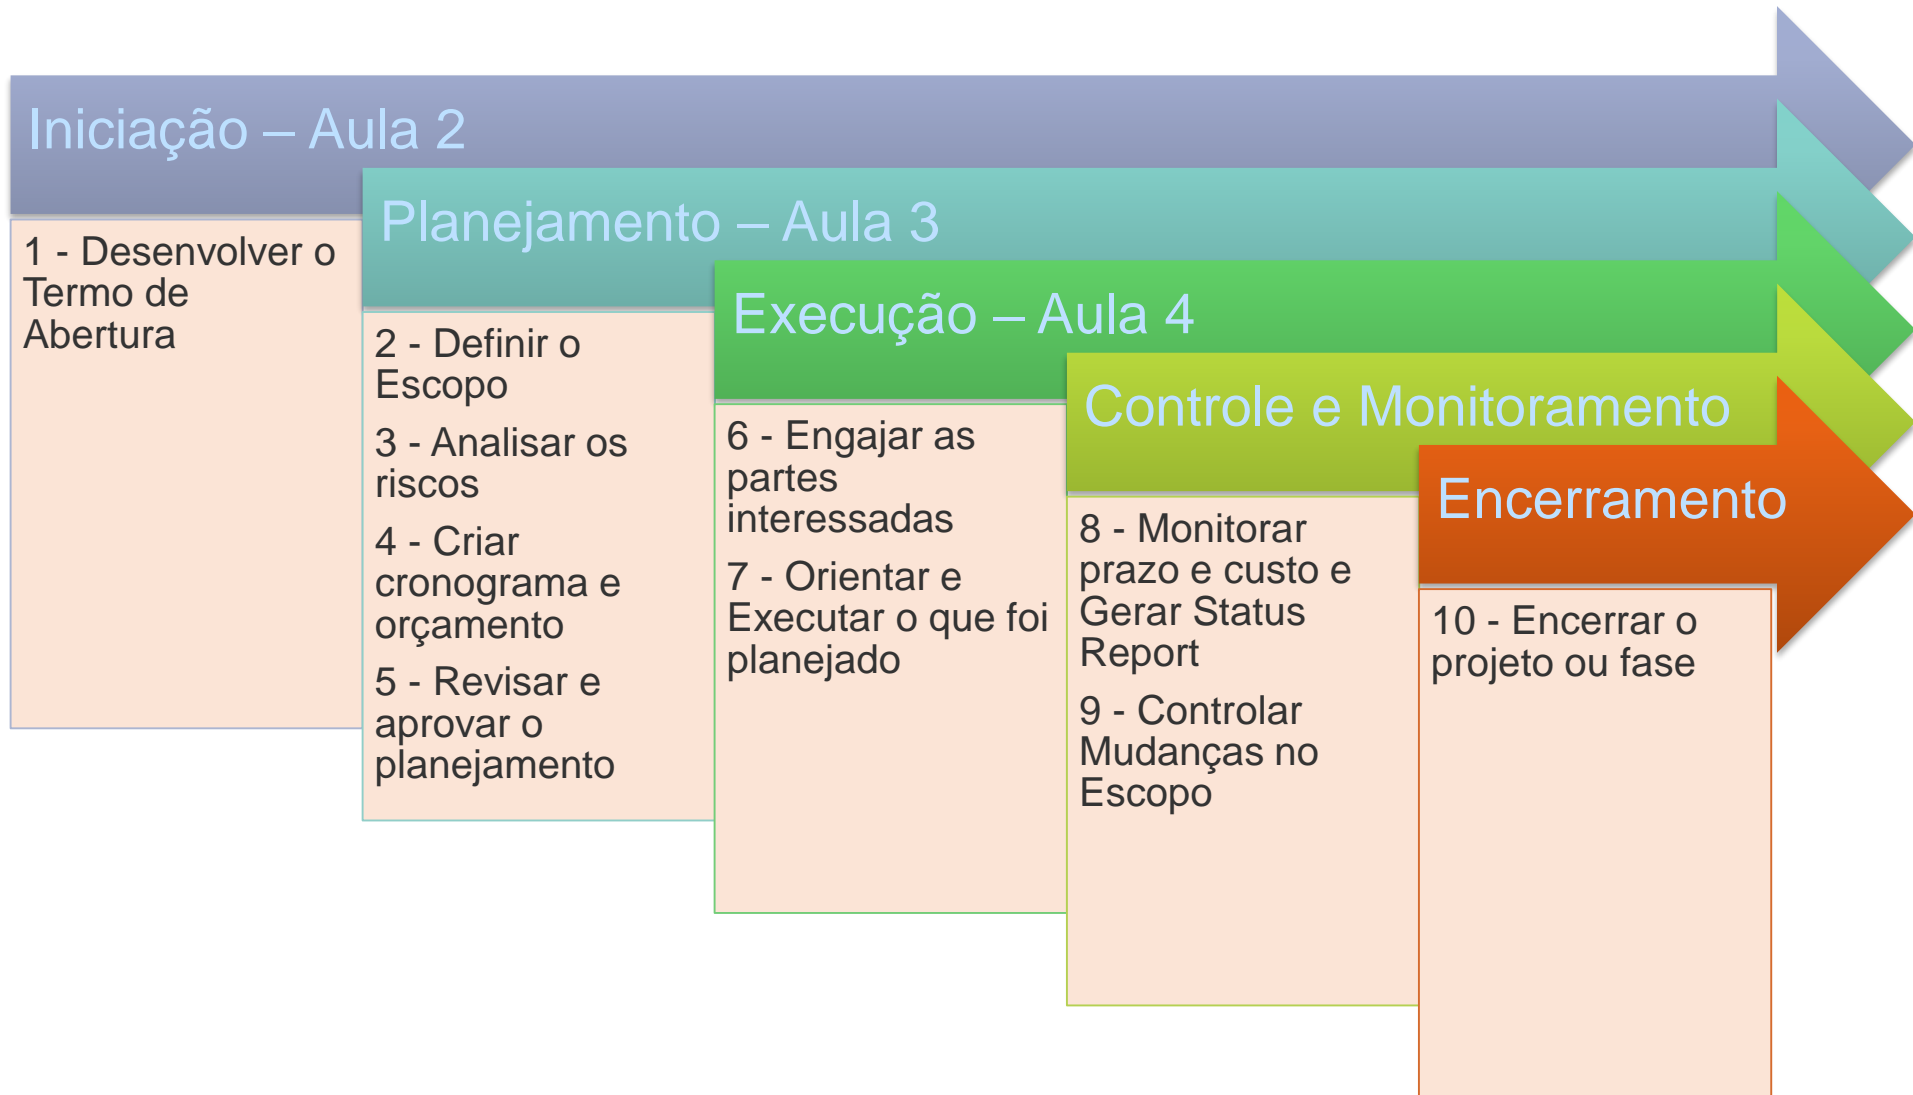 Iniciação – Aula 2
1 - Desenvolver o
Termo de
Abertura
Planejamento – Aula 3
2 - Definir o
Escopo
3 - Analisar os
riscos
4 - Criar
cronograma e
orçamento
5 - Revisar e
aprovar o
planejamento
Execução – Aula 4
6 - Engajar as
partes
interessadas
7 - Orientar e
Executar o que foi
planejado
Controle e Monitoramento
8 - Monitorar
prazo e custo e
Gerar Status
Report
9 - Controlar
Mudanças no
Escopo
Encerramento
10 - Encerrar o
projeto ou fase